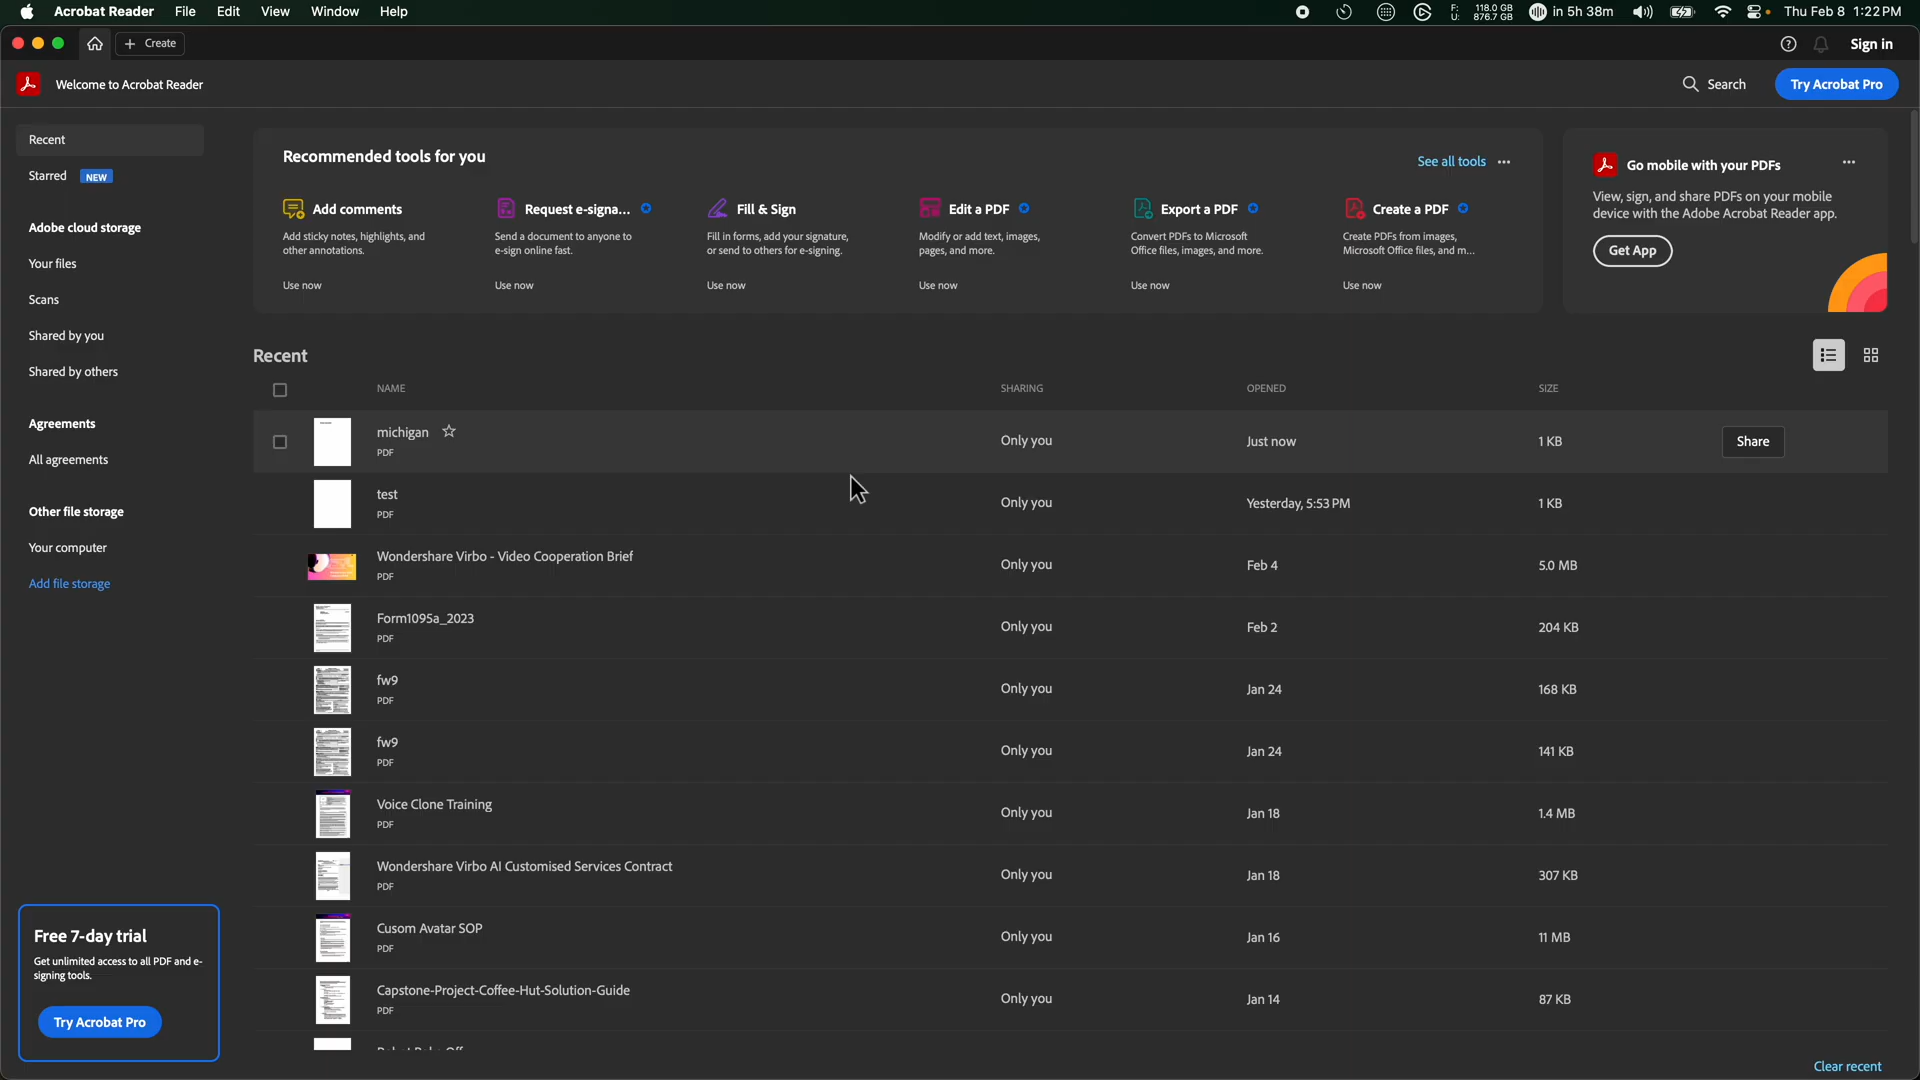 Acrobat Reader File Edit View Window Help
F: 118.0 GB
U: 876.7 GB
in 5h 38m
Thu Feb 8 1:22 PM
+ Create
Sign in
Welcome to Acrobat Reader
Search
Try Acrobat Pro
Recent
Starred NEW
Adobe cloud storage
Your files
Scans
Shared by you
Shared by others
Agreements
All agreements
Other file storage
Your computer
Add file storage
Free 7-day trial
Get unlimited access to all PDF and e-
signing tools.
Try Acrobat Pro
Recommended tools for you
See all tools
Add comments
Add sticky notes, highlights, and
other annotations.
Use now
Request e-signa...
Send a document to anyone to
e-sign online fast.
Use now
Fill & Sign
Fill in forms, add your signature,
or send to others for e-signing.
Use now
Edit a PDF
Modify or add text, images,
pages, and more.
Use now
Export a PDF
Convert PDFs to Microsoft
Office files, images, and more.
Use now
Create a PDF
Create PDFs from images,
Microsoft Office files, and m...
Use now
Go mobile with your PDFs
View, sign, and share PDFs on your mobile
device with the Adobe Acrobat Reader app.
Get App
Recent
NAME SHARING OPENED SIZE
michigan
PDF
Only you Just now 1 KB Share
test
PDF
Only you Yesterday, 5:53 PM 1 KB
Wondershare Virbo - Video Cooperation Brief
PDF
Only you Feb 4 5.0 MB
Form1095a_2023
PDF
Only you Feb 2 204 KB
fw9
PDF
Only you Jan 24 168 KB
fw9
PDF
Only you Jan 24 141 KB
Voice Clone Training
PDF
Only you Jan 18 1.4 MB
Wondershare Virbo AI Customised Services Contract
PDF
Only you Jan 18 307 KB
Cusom Avatar SOP
PDF
Only you Jan 16 11 MB
Capstone-Project-Coffee-Hut-Solution-Guide
PDF
Only you Jan 14 87 KB
Clear recent